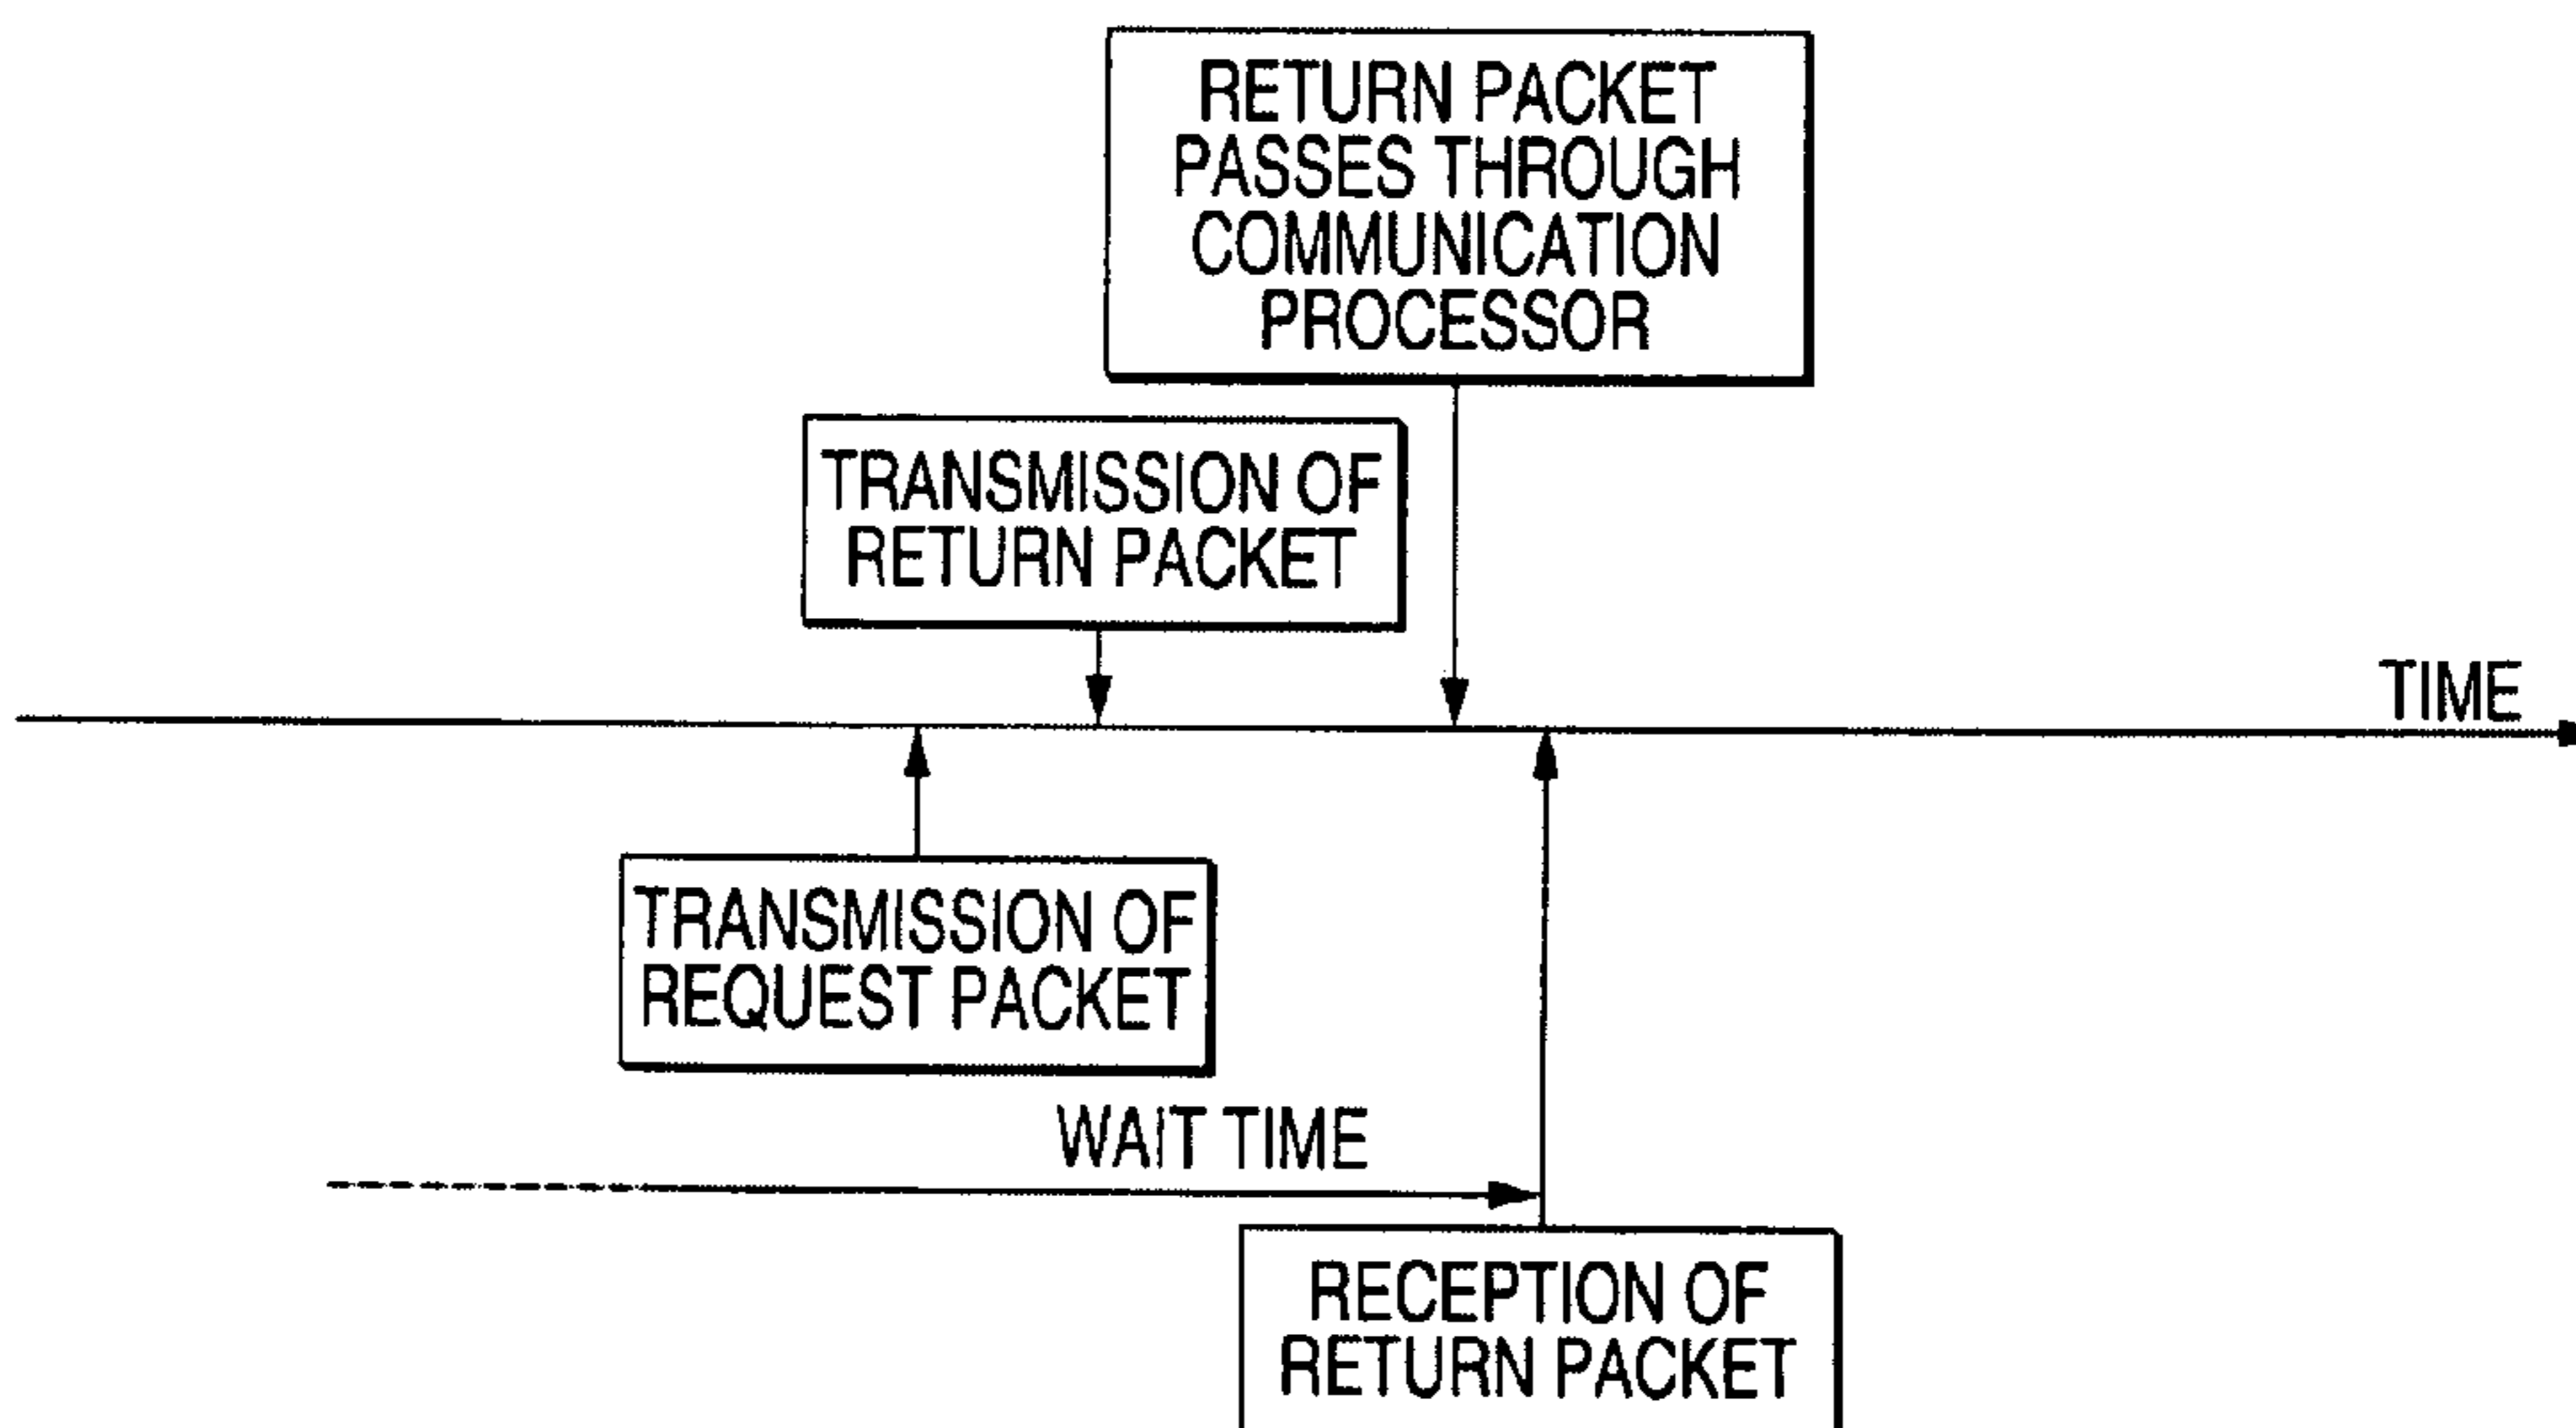 RETURN PACKET
PASSES THROUGH
COMMUNICATION
PROCESSOR
TRANSMISSION OF
RETURN PACKET
TIME
TRANSMISSION OF
REQUEST PACKET
WAIT TIME
RECEPTION OF
RETURN PACKET